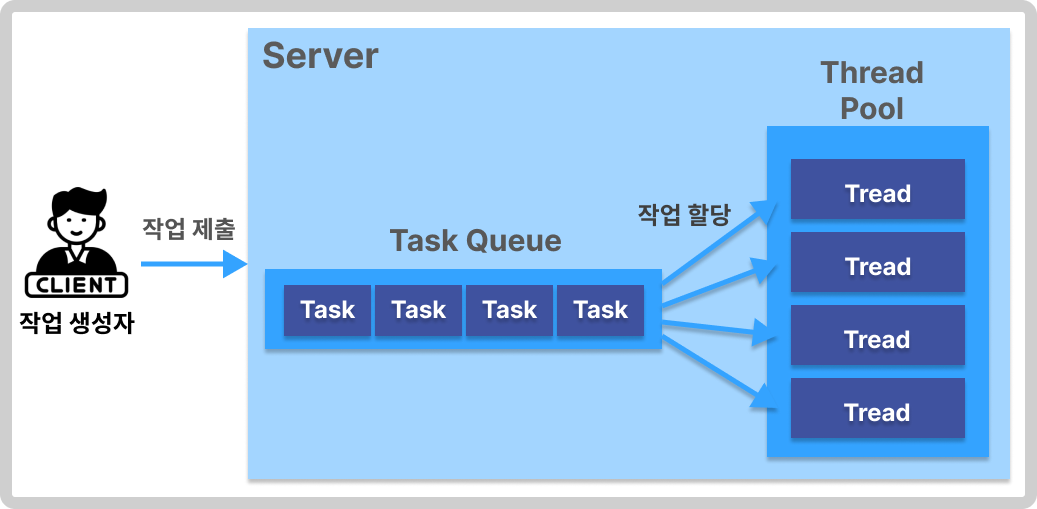 Server
Thread
Pool
작업 제출
작업 할당
Task Queue
CLIENT
작업 생성자
Task Task Task Task
Tread
Tread
Tread
Tread